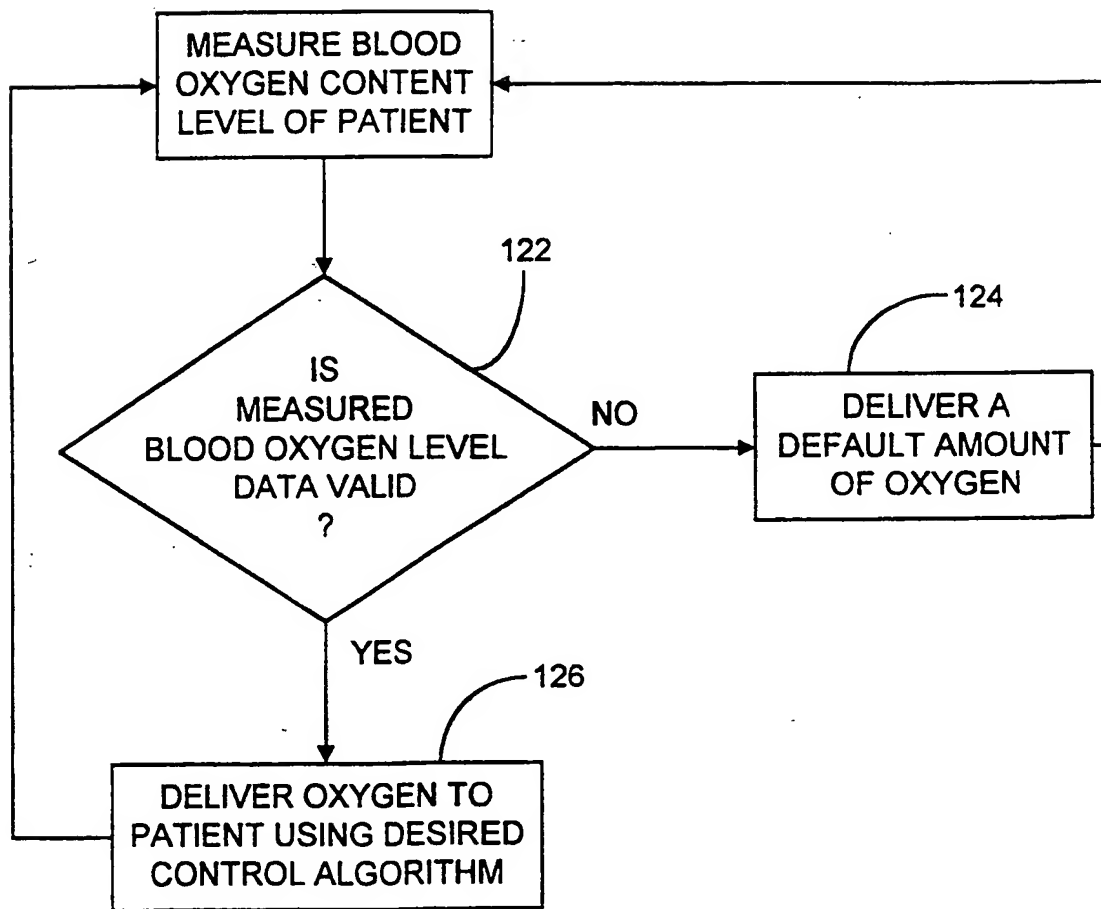 MEASURE BLOOD
OXYGEN CONTENT
LEVEL OF PATIENT
122
IS
MEASURED
BLOOD OXYGEN LEVEL
DATA VALID
?
NO
124
DELIVER A
DEFAULT AMOUNT
OF OXYGEN
YES
126
DELIVER OXYGEN TO
PATIENT USING DESIRED
CONTROL ALGORITHM